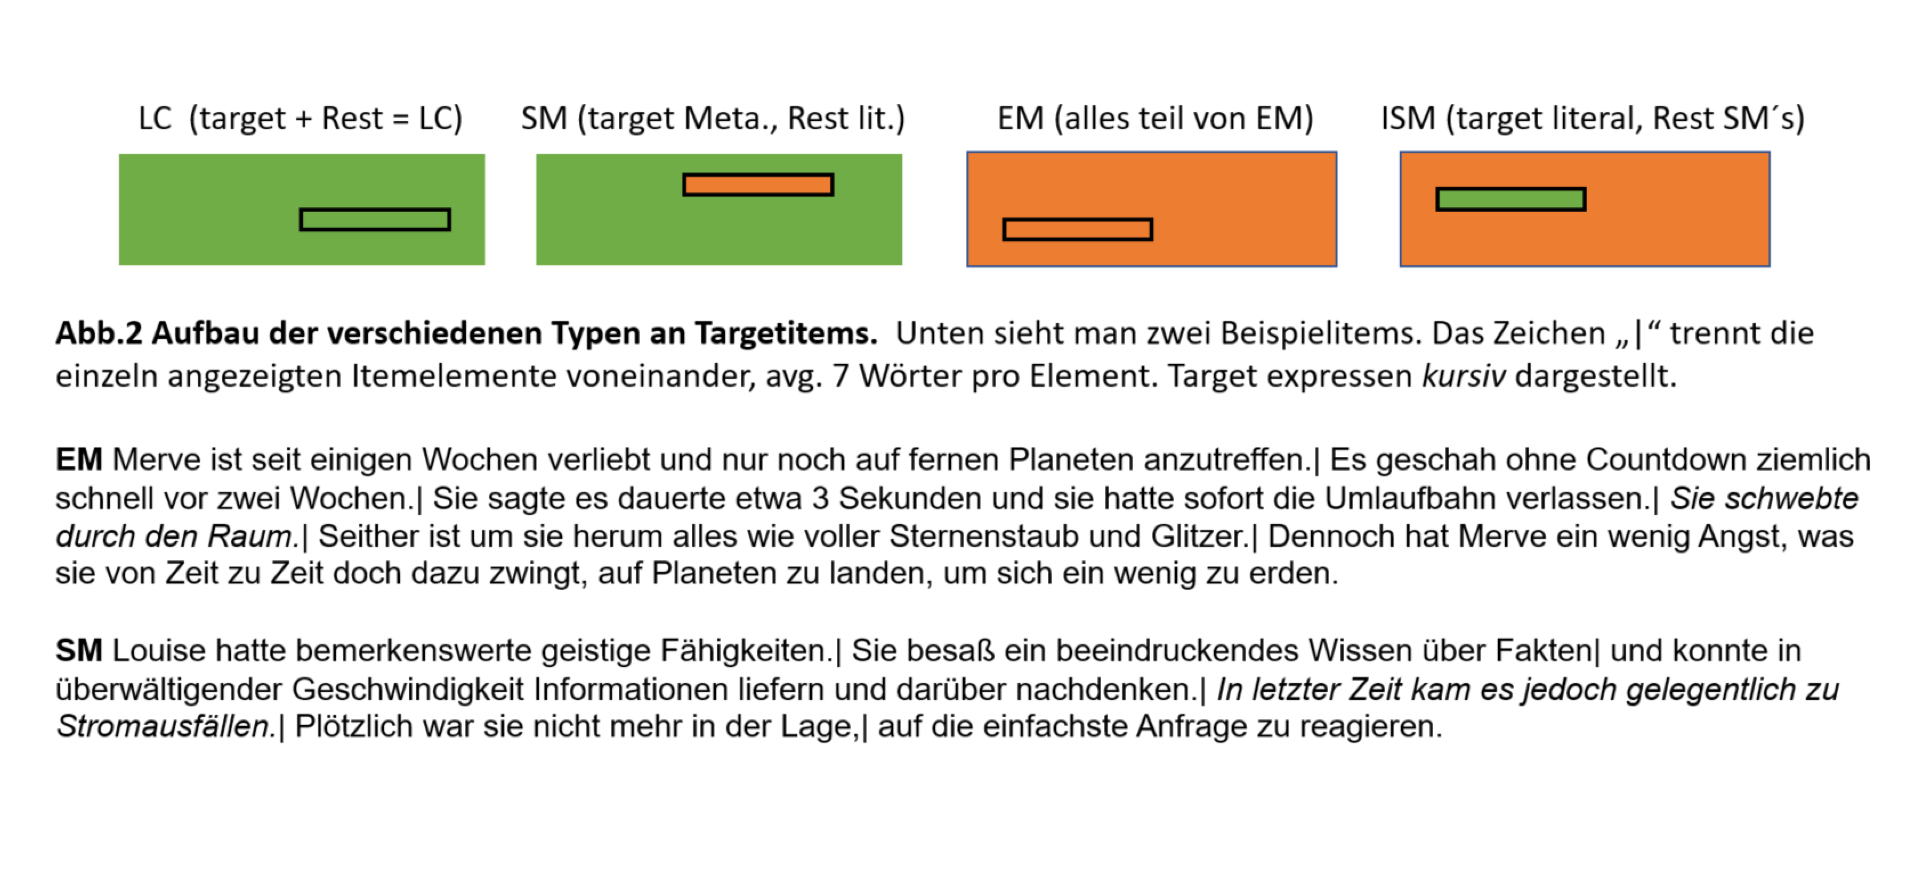 LC  (target + Rest = LC)
SM (target Meta., Rest lit.)
EM (alles teil von EM)
ISM (target literal, Rest SM´s)
Abb.2 Aufbau der verschiedenen Typen an Targetitems.  Unten sieht man zwei Beispielitems. Das Zeichen „|“ trennt die
einzeln angezeigten Itemelemente voneinander, avg. 7 Wörter pro Element. Target expressen kursiv dargestellt.
EM Merve ist seit einigen Wochen verliebt und nur noch auf fernen Planeten anzutreffen.| Es geschah ohne Countdown ziemlich
schnell vor zwei Wochen.| Sie sagte es dauerte etwa 3 Sekunden und sie hatte sofort die Umlaufbahn verlassen.| Sie schwebte
durch den Raum.| Seither ist um sie herum alles wie voller Sternenstaub und Glitzer.| Dennoch hat Merve ein wenig Angst, was
sie von Zeit zu Zeit doch dazu zwingt, auf Planeten zu landen, um sich ein wenig zu erden.
SM Louise hatte bemerkenswerte geistige Fähigkeiten.| Sie besaß ein beeindruckendes Wissen über Fakten| und konnte in
überwältigender Geschwindigkeit Informationen liefern und darüber nachdenken.| In letzter Zeit kam es jedoch gelegentlich zu
Stromausfällen.| Plötzlich war sie nicht mehr in der Lage,| auf die einfachste Anfrage zu reagieren.